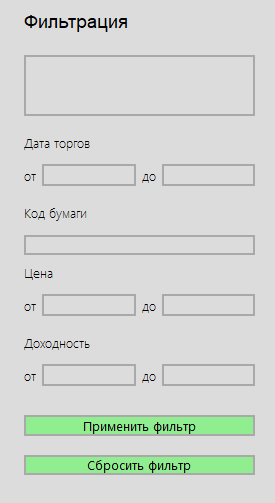 Фильтрация
Дата торгов
от до
Код бумаги
Цена
от до
Доходность
от до
Применить фильтр
Сбросить фильтр